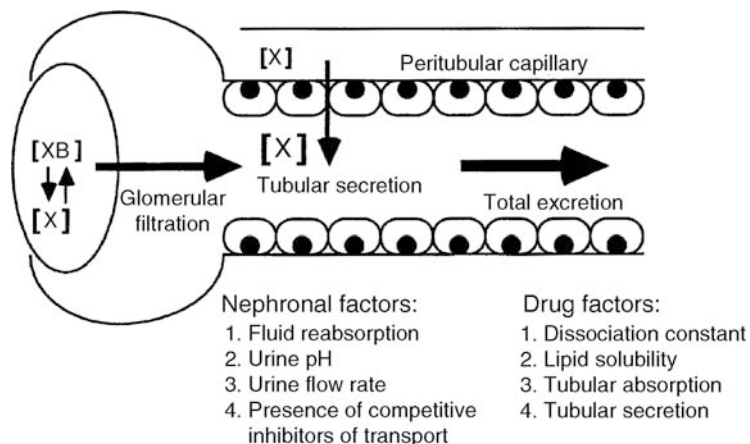 [X]
Peritubular capillary
[XB]
[X]
[X]
Glomerular
filtration
Tubular secretion
Total excretion
Nephronal factors:
1. Fluid reabsorption
2. Urine pH
3. Urine flow rate
4. Presence of competitive
inhibitors of transport
Drug factors:
1. Dissociation constant
2. Lipid solubility
3. Tubular absorption
4. Tubular secretion